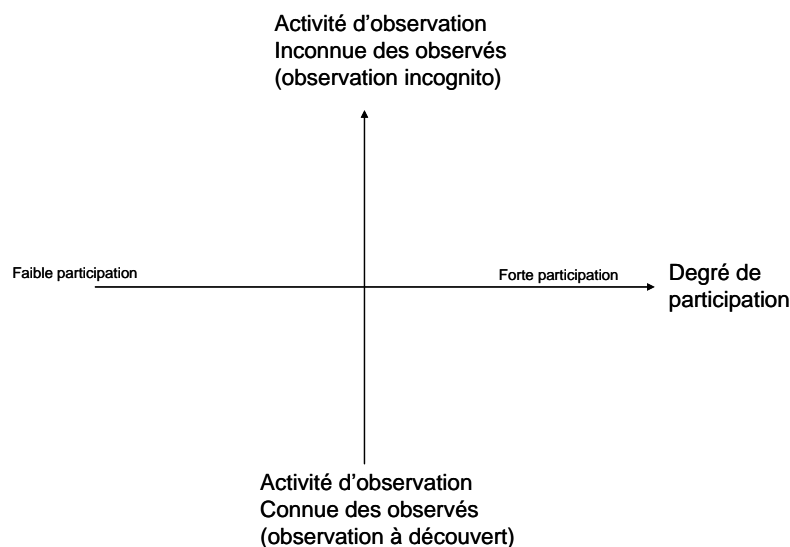 Activité d’observation
Inconnue des observés
(observation incognito)
Faible participation
Forte participation
Degré de
participation
Activité d’observation
Connue des observés
(observation à découvert)